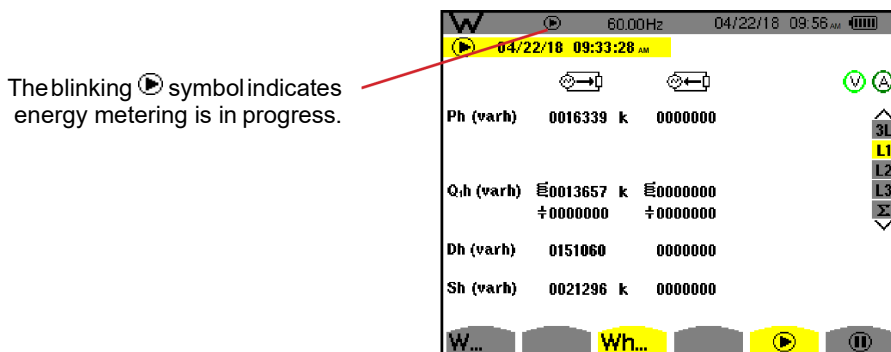 W 60.00Hz 04/22/18 09:56 AM
04/22/18 09:33:28 AM
The blinking symbol indicates
energy metering is in progress.
V A
Ph (varh) 0016339 k 0000000
3L
L1
L2
L3
Σ
Q₁h (varh) 0013657 k 0000000
0000000 0000000
Dh (varh) 0151060 0000000
Sh (varh) 0021296 k 0000000
W... Wh...